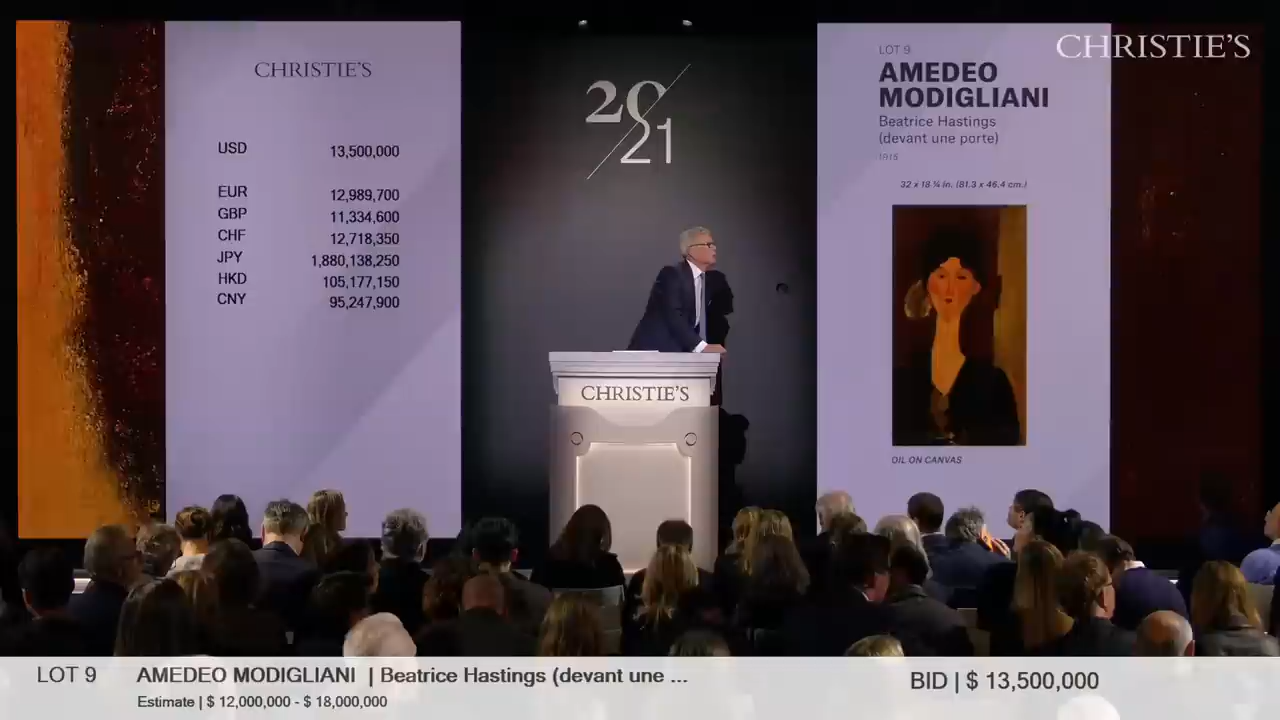 CHRISTIE'S
USD 13,500,000
EUR 12,989,700
GBP 11,334,600
CHF 12,718,350
JPY 1,880,138,250
HKD 105,177,150
CNY 95,247,900
20
21
CHRISTIE'S
LOT 9
AMEDEO
MODIGLIANI
Beatrice Hastings
(devant une porte)
1915
32 x 18 ¼ in. (81.3 x 46.4 cm.)
OIL ON CANVAS
CHRISTIE'S
LOT 9 AMEDEO MODIGLIANI | Beatrice Hastings (devant une ...
Estimate | $ 12,000,000 - $ 18,000,000
BID | $ 13,500,000